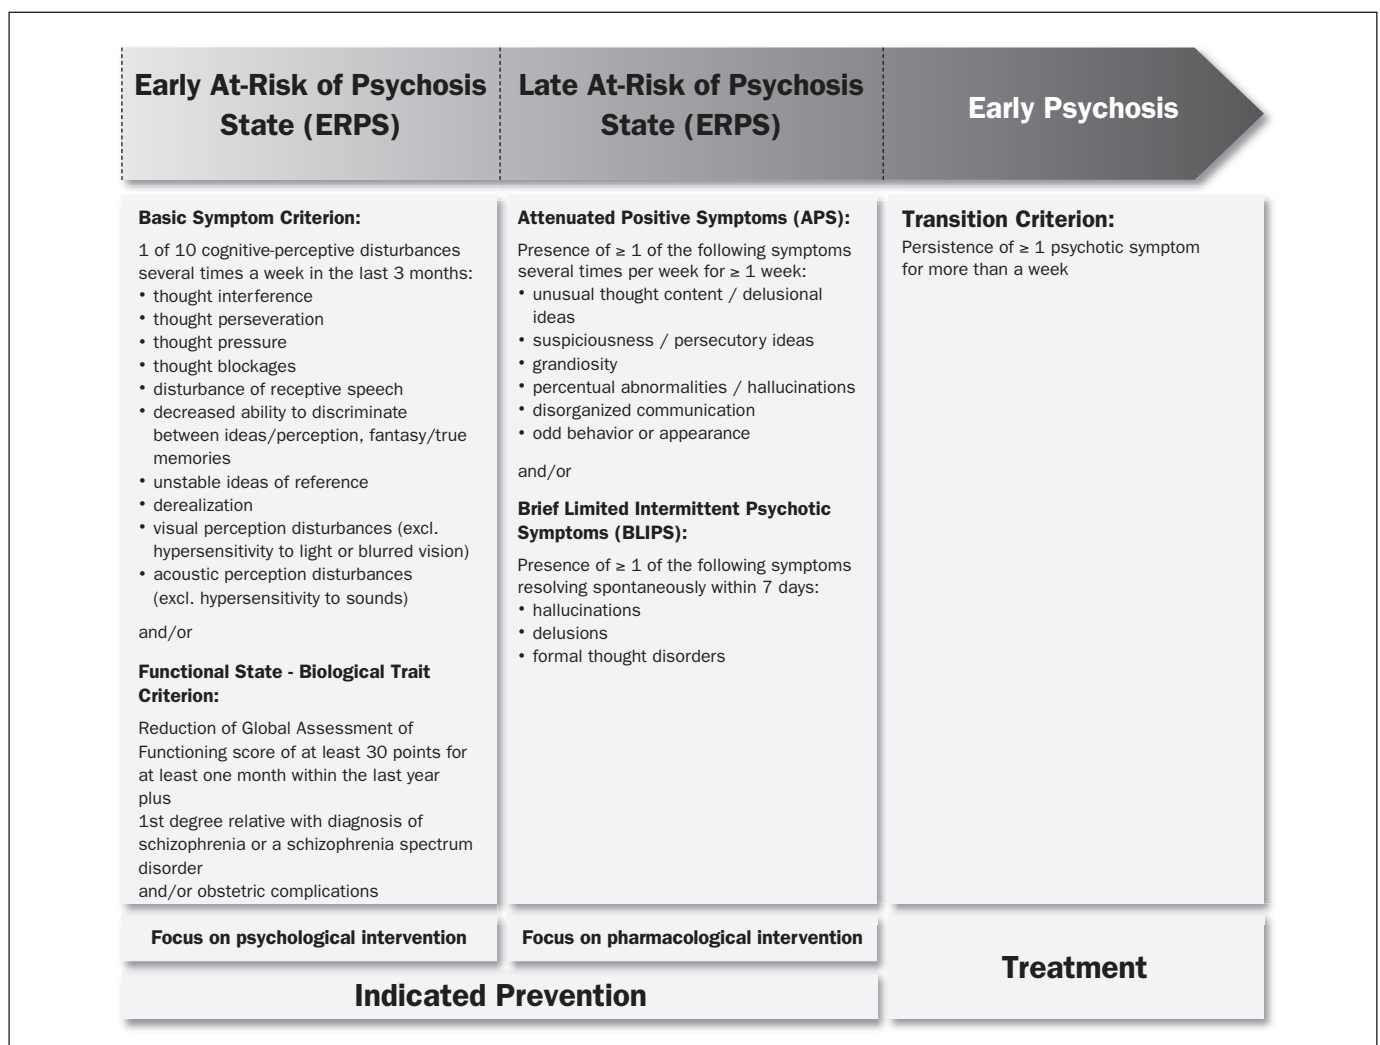 Early At-Risk of Psychosis
State (ERPS)
Late At-Risk of Psychosis
State (ERPS)
Early Psychosis
Basic Symptom Criterion:
1 of 10 cognitive-perceptive disturbances
several times a week in the last 3 months:
• thought interference
• thought perseveration
• thought pressure
• thought blockages
• disturbance of receptive speech
• decreased ability to discriminate
between ideas/perception, fantasy/true
memories
• unstable ideas of reference
• derealization
• visual perception disturbances (excl.
hypersensitivity to light or blurred vision)
• acoustic perception disturbances
(excl. hypersensitivity to sounds)
and/or
Functional State - Biological Trait
Criterion:
Reduction of Global Assessment of
Functioning score of at least 30 points for
at least one month within the last year
plus
1st degree relative with diagnosis of
schizophrenia or a schizophrenia spectrum
disorder
and/or obstetric complications
Attenuated Positive Symptoms (APS):
Presence of ≥ 1 of the following symptoms
several times per week for ≥ 1 week:
• unusual thought content / delusional
ideas
• suspiciousness / persecutory ideas
• grandiosity
• percentual abnormalities / hallucinations
• disorganized communication
• odd behavior or appearance
and/or
Brief Limited Intermittent Psychotic
Symptoms (BLIPS):
Presence of ≥ 1 of the following symptoms
resolving spontaneously within 7 days:
• hallucinations
• delusions
• formal thought disorders
Transition Criterion:
Persistence of ≥ 1 psychotic symptom
for more than a week
Focus on psychological intervention
Focus on pharmacological intervention
Indicated Prevention
Treatment